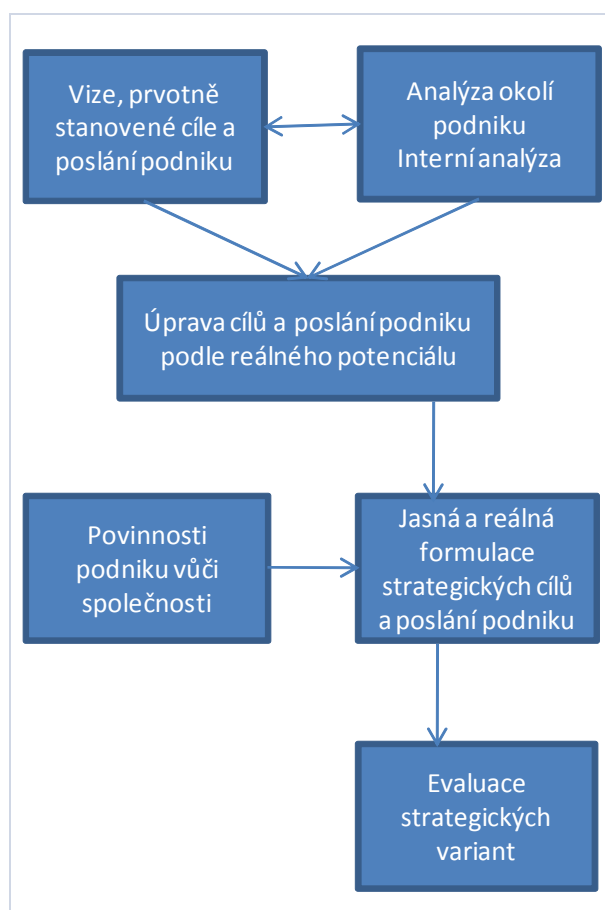 Vize, prvotně
stanovené cíle a
poslání podniku
Analýza okolí
podniku
Interní analýza
Úprava cílů a poslání podniku
podle reálného potenciálu
Povinnosti
podniku vůči
společnosti
Jasná a reálná
formulace
strategických cílů
a poslání podniku
Evaluace
strategických
variant